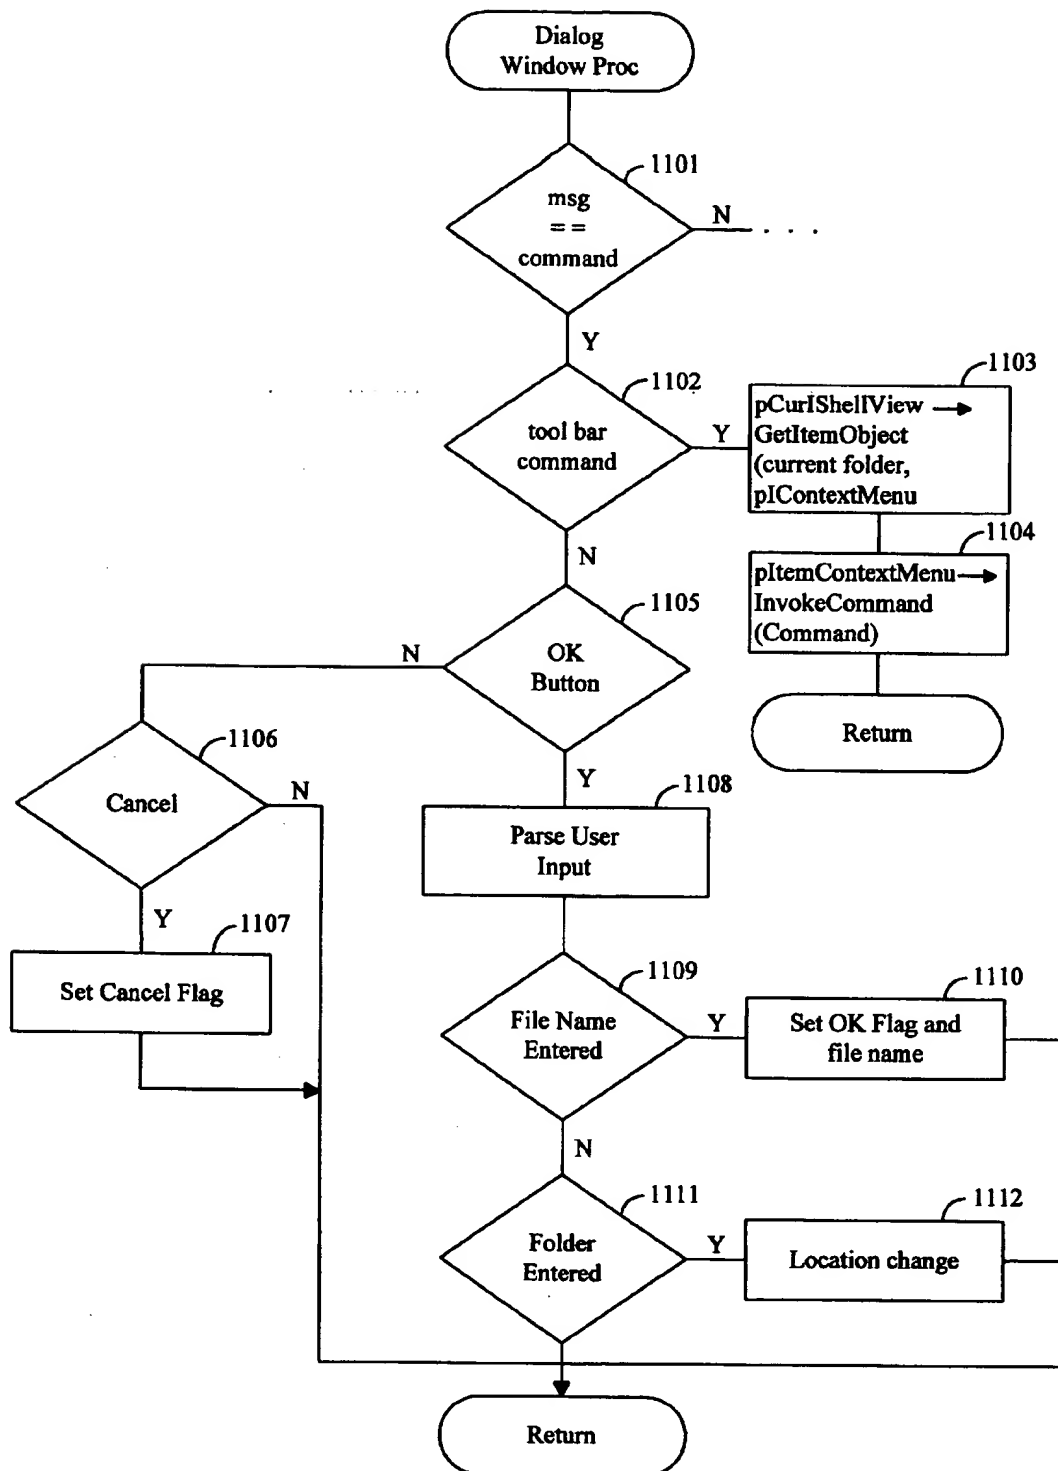 Dialog
Window Proc
1101
msg
==
command
N
. . .
Y
1102
tool bar
command
Y
1103
pCurIShellView →
GetItemObject
(current folder,
pIContextMenu
1104
pItemContextMenu→
InvokeCommand
(Command)
Return
N
1105
OK
Button
N
1106
Cancel
N
Y
1107
Set Cancel Flag
Y
1108
Parse User
Input
1109
File Name
Entered
Y
1110
Set OK Flag and
file name
N
1111
Folder
Entered
Y
1112
Location change
Return